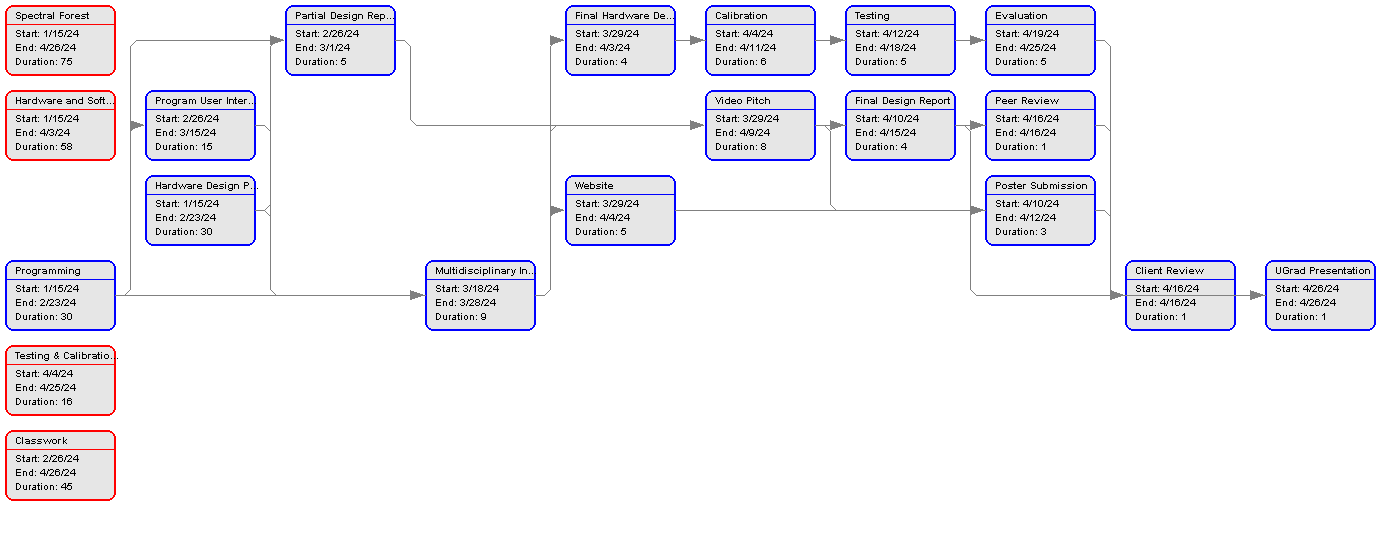 Spectral Forest
Start: 1/15/24
End: 4/26/24
Duration: 75
Partial Design Rep...
Start: 2/26/24
End: 3/1/24
Duration: 5
Final Hardware De...
Start: 3/29/24
End: 4/3/24
Duration: 4
Calibration
Start: 4/4/24
End: 4/11/24
Duration: 6
Testing
Start: 4/12/24
End: 4/18/24
Duration: 5
Evaluation
Start: 4/19/24
End: 4/25/24
Duration: 5
Hardware and Soft...
Start: 1/15/24
End: 4/3/24
Duration: 58
Program User Inter...
Start: 2/26/24
End: 3/15/24
Duration: 15
Video Pitch
Start: 3/29/24
End: 4/9/24
Duration: 8
Final Design Report
Start: 4/10/24
End: 4/15/24
Duration: 4
Peer Review
Start: 4/16/24
End: 4/16/24
Duration: 1
Hardware Design P...
Start: 1/15/24
End: 2/23/24
Duration: 30
Website
Start: 3/29/24
End: 4/4/24
Duration: 5
Poster Submission
Start: 4/10/24
End: 4/12/24
Duration: 3
Programming
Start: 1/15/24
End: 2/23/24
Duration: 30
Multidisciplinary In...
Start: 3/18/24
End: 3/28/24
Duration: 9
Client Review
Start: 4/16/24
End: 4/16/24
Duration: 1
UGrad Presentation
Start: 4/26/24
End: 4/26/24
Duration: 1
Testing & Calibratio...
Start: 4/4/24
End: 4/25/24
Duration: 16
Classwork
Start: 2/26/24
End: 4/26/24
Duration: 45